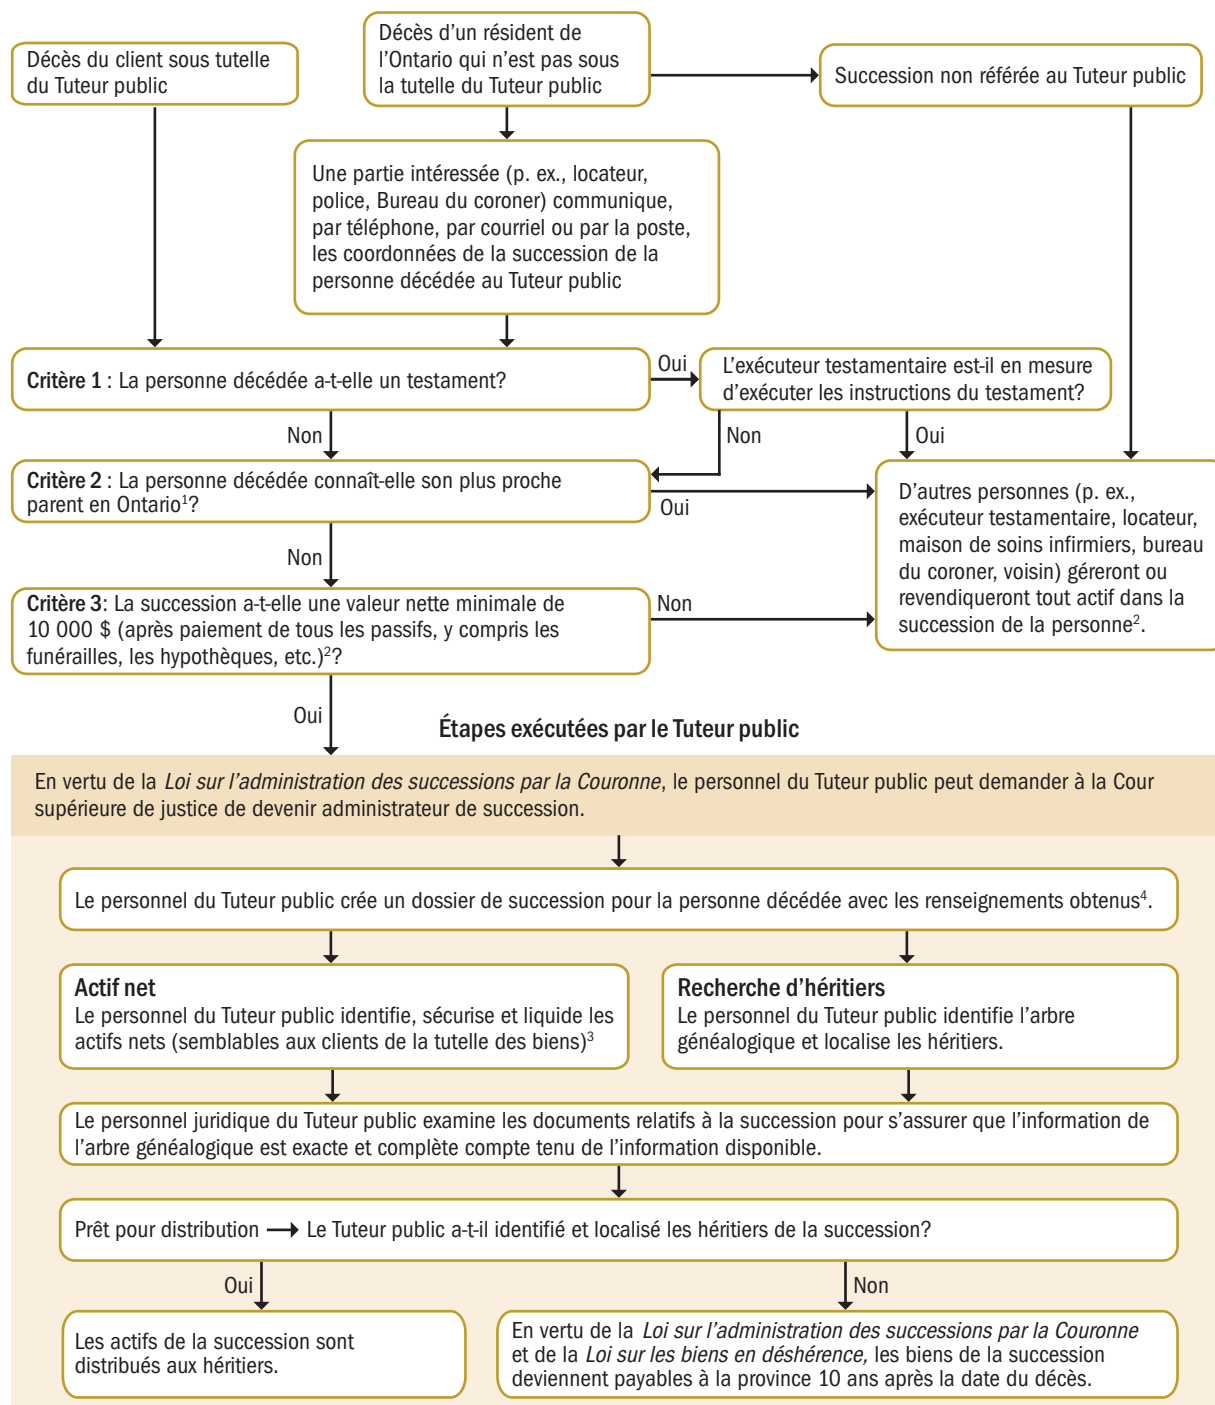 Décès du client sous tutelle
du Tuteur public
Décès d'un résident de
l'Ontario qui n'est pas sous
la tutelle du Tuteur public
Succession non référée au Tuteur public
Une partie intéressée (p. ex., locateur,
police, Bureau du coroner) communique,
par téléphone, par courriel ou par la poste,
les coordonnées de la succession de la
personne décédée au Tuteur public
Critère 1 : La personne décédée a-t-elle un testament?
Oui
L'exécuteur testamentaire est-il en mesure
d'exécuter les instructions du testament?
Non
Non
Oui
Critère 2 : La personne décédée connaît-elle son plus proche
parent en Ontario¹?
Oui
D'autres personnes (p. ex.,
exécuteur testamentaire, locateur,
maison de soins infirmiers, bureau
du coroner, voisin) géreront ou
revendiqueront tout actif dans la
succession de la personne².
Non
Critère 3: La succession a-t-elle une valeur nette minimale de
10 000 $ (après paiement de tous les passifs, y compris les
funérailles, les hypothèques, etc.)²?
Non
Oui
Étapes exécutées par le Tuteur public
En vertu de la Loi sur l'administration des successions par la Couronne, le personnel du Tuteur public peut demander à la Cour
supérieure de justice de devenir administrateur de succession.
Le personnel du Tuteur public crée un dossier de succession pour la personne décédée avec les renseignements obtenus⁴.
Actif net
Le personnel du Tuteur public identifie, sécurise et liquide les
actifs nets (semblables aux clients de la tutelle des biens)³
Recherche d'héritiers
Le personnel du Tuteur public identifie l'arbre
généalogique et localise les héritiers.
Le personnel juridique du Tuteur public examine les documents relatifs à la succession pour s'assurer que l'information de
l'arbre généalogique est exacte et complète compte tenu de l'information disponible.
Prêt pour distribution → Le Tuteur public a-t-il identifié et localisé les héritiers de la succession?
Oui
Non
Les actifs de la succession sont
distribués aux héritiers.
En vertu de la Loi sur l'administration des successions par la Couronne
et de la Loi sur les biens en déshérence, les biens de la succession
deviennent payables à la province 10 ans après la date du décès.